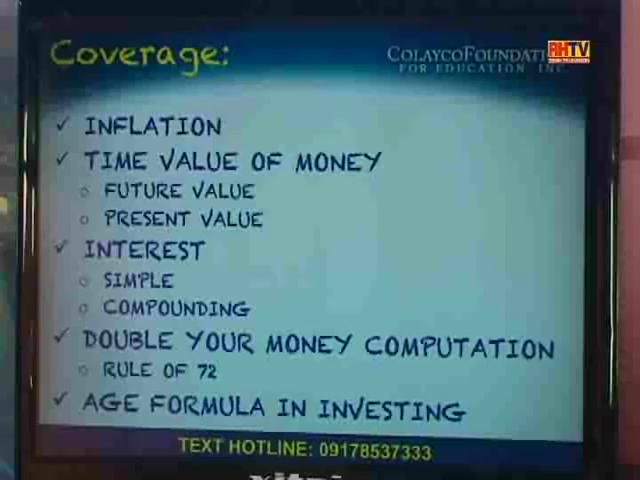 Coverage:
COLAYCOFOUNDATI
FOR EDUCATION, INC.
RHTV
✓ INFLATION
✓ TIME VALUE OF MONEY
○ FUTURE VALUE
○ PRESENT VALUE
✓ INTEREST
○ SIMPLE
○ COMPOUNDING
✓ DOUBLE YOUR MONEY COMPUTATION
○ RULE OF 72
✓ AGE FORMULA IN INVESTING
TEXT HOTLINE: 09178537333